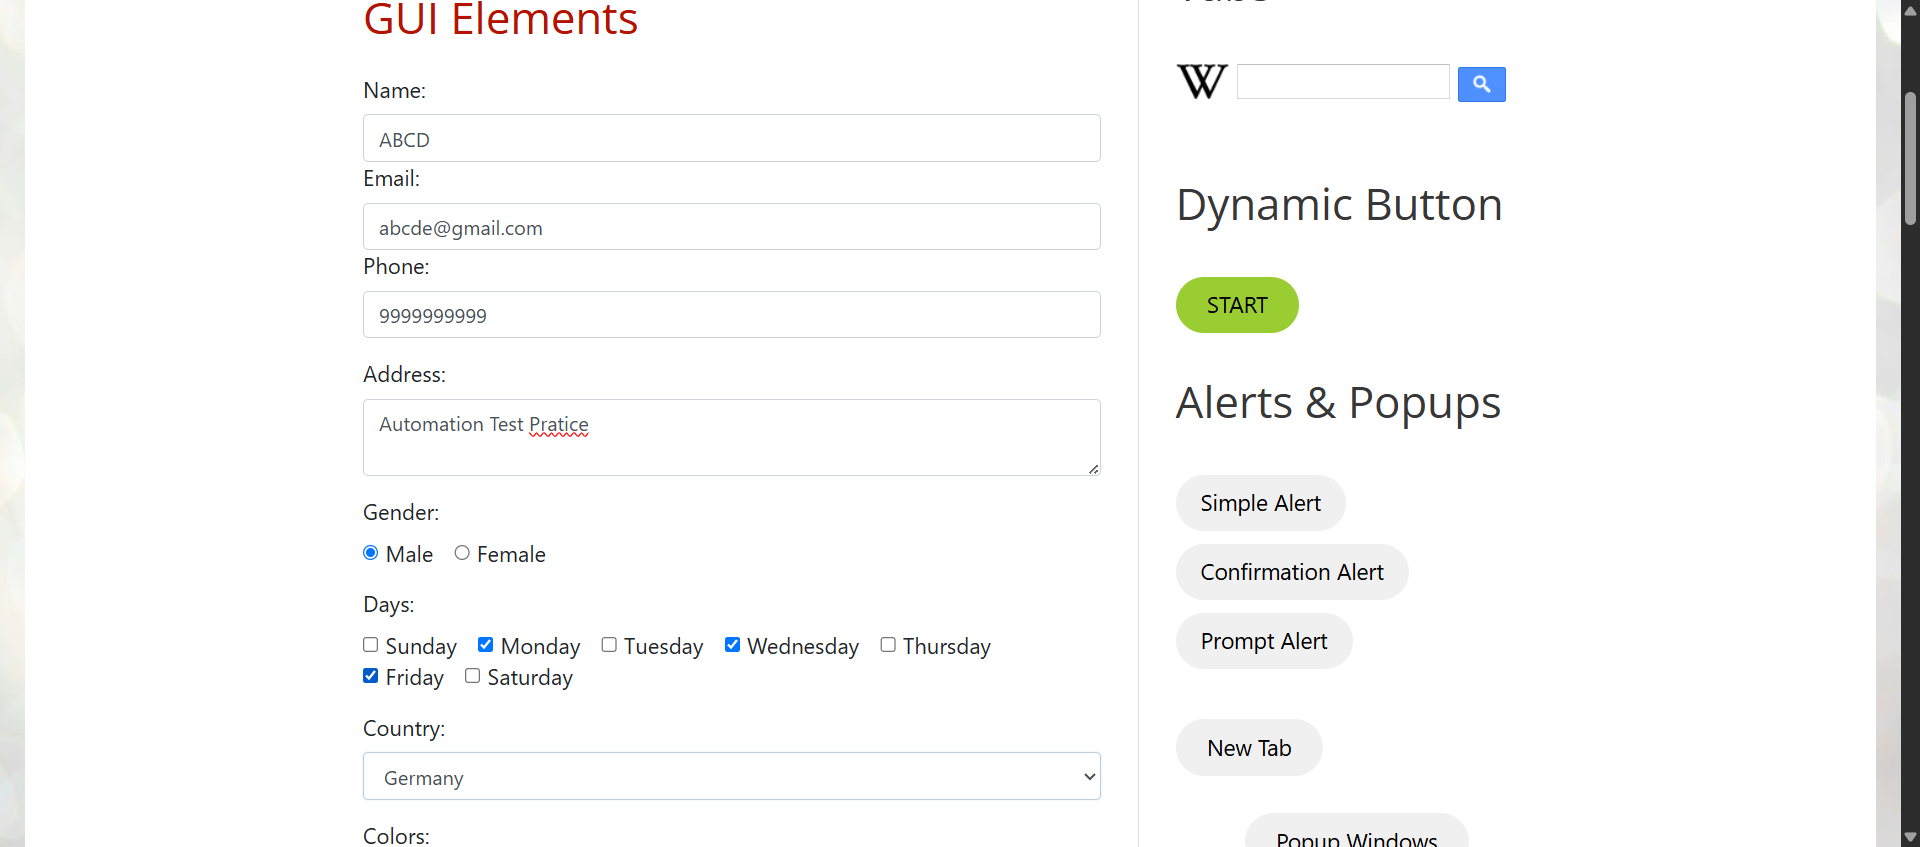 GUI Elements
Name:
ABCD
Email:
abcde@gmail.com
Phone:
9999999999
Address:
Automation Test Pratice
Gender:
Male Female
Days:
Sunday Monday Tuesday Wednesday Thursday
Friday Saturday
Country:
Germany
Colors:
W
Dynamic Button
START
Alerts & Popups
Simple Alert
Confirmation Alert
Prompt Alert
New Tab
Popup Windows